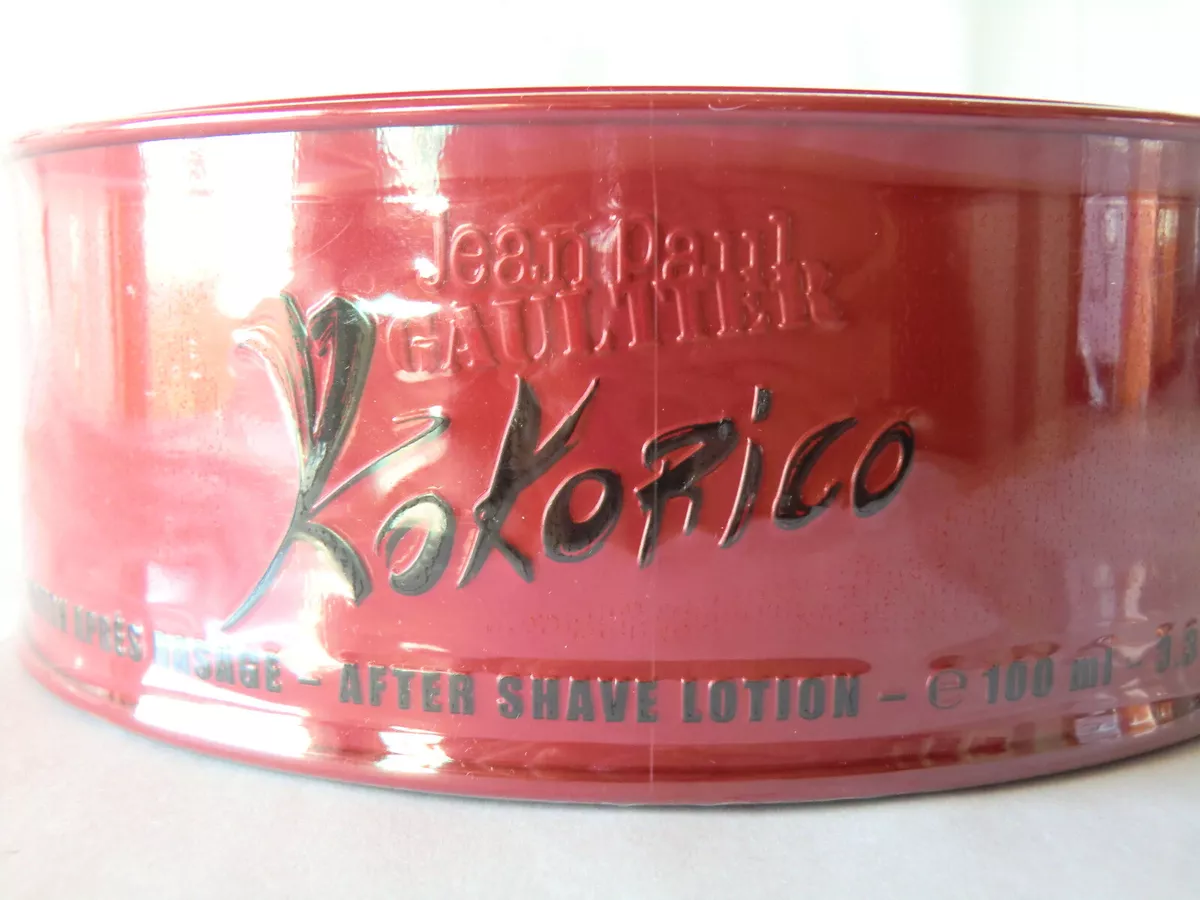 Jean Paul
GAULTIER
KoKoRico
APRÈS RASAGE – AFTER SHAVE LOTION – e 100 ml -